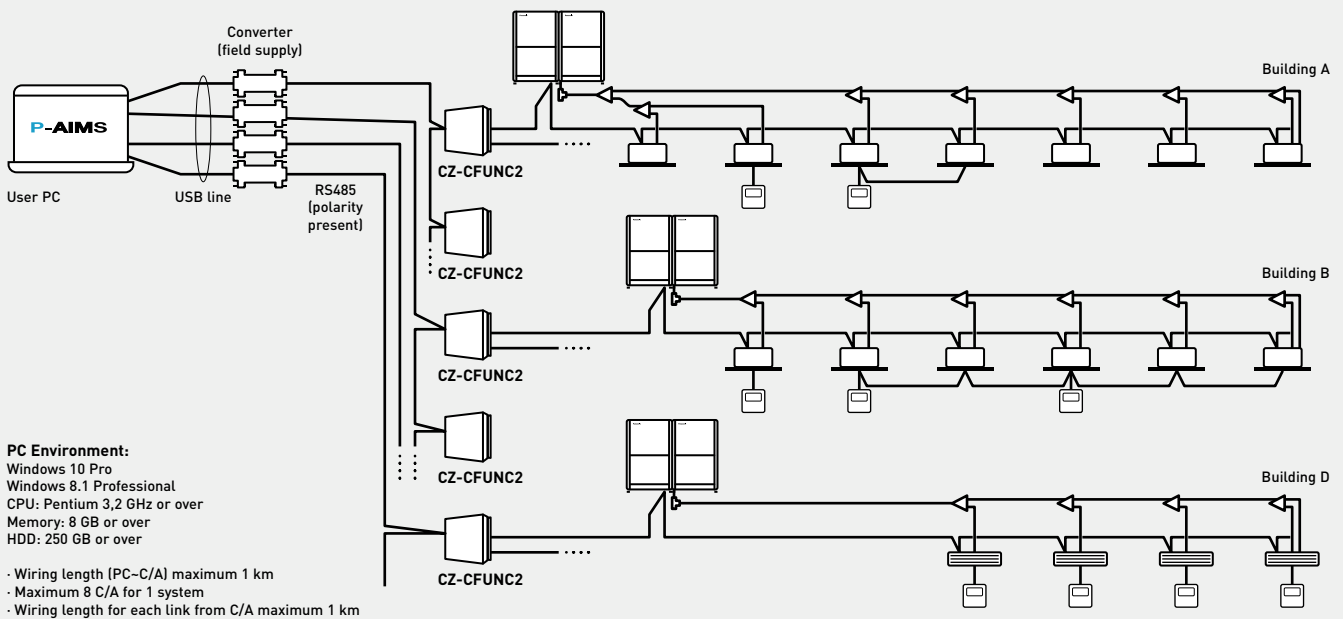 Converter
(field supply)
Building A
P-AIMS
CZ-CFUNC2
User PC
USB line
RS485
(polarity
present)
CZ-CFUNC2
Building B
CZ-CFUNC2
CZ-CFUNC2
Building D
CZ-CFUNC2
PC Environment:
Windows 10 Pro
Windows 8.1 Professional
CPU: Pentium 3,2 GHz or over
Memory: 8 GB or over
HDD: 250 GB or over
· Wiring length (PC~C/A) maximum 1 km
· Maximum 8 C/A for 1 system
· Wiring length for each link from C/A maximum 1 km